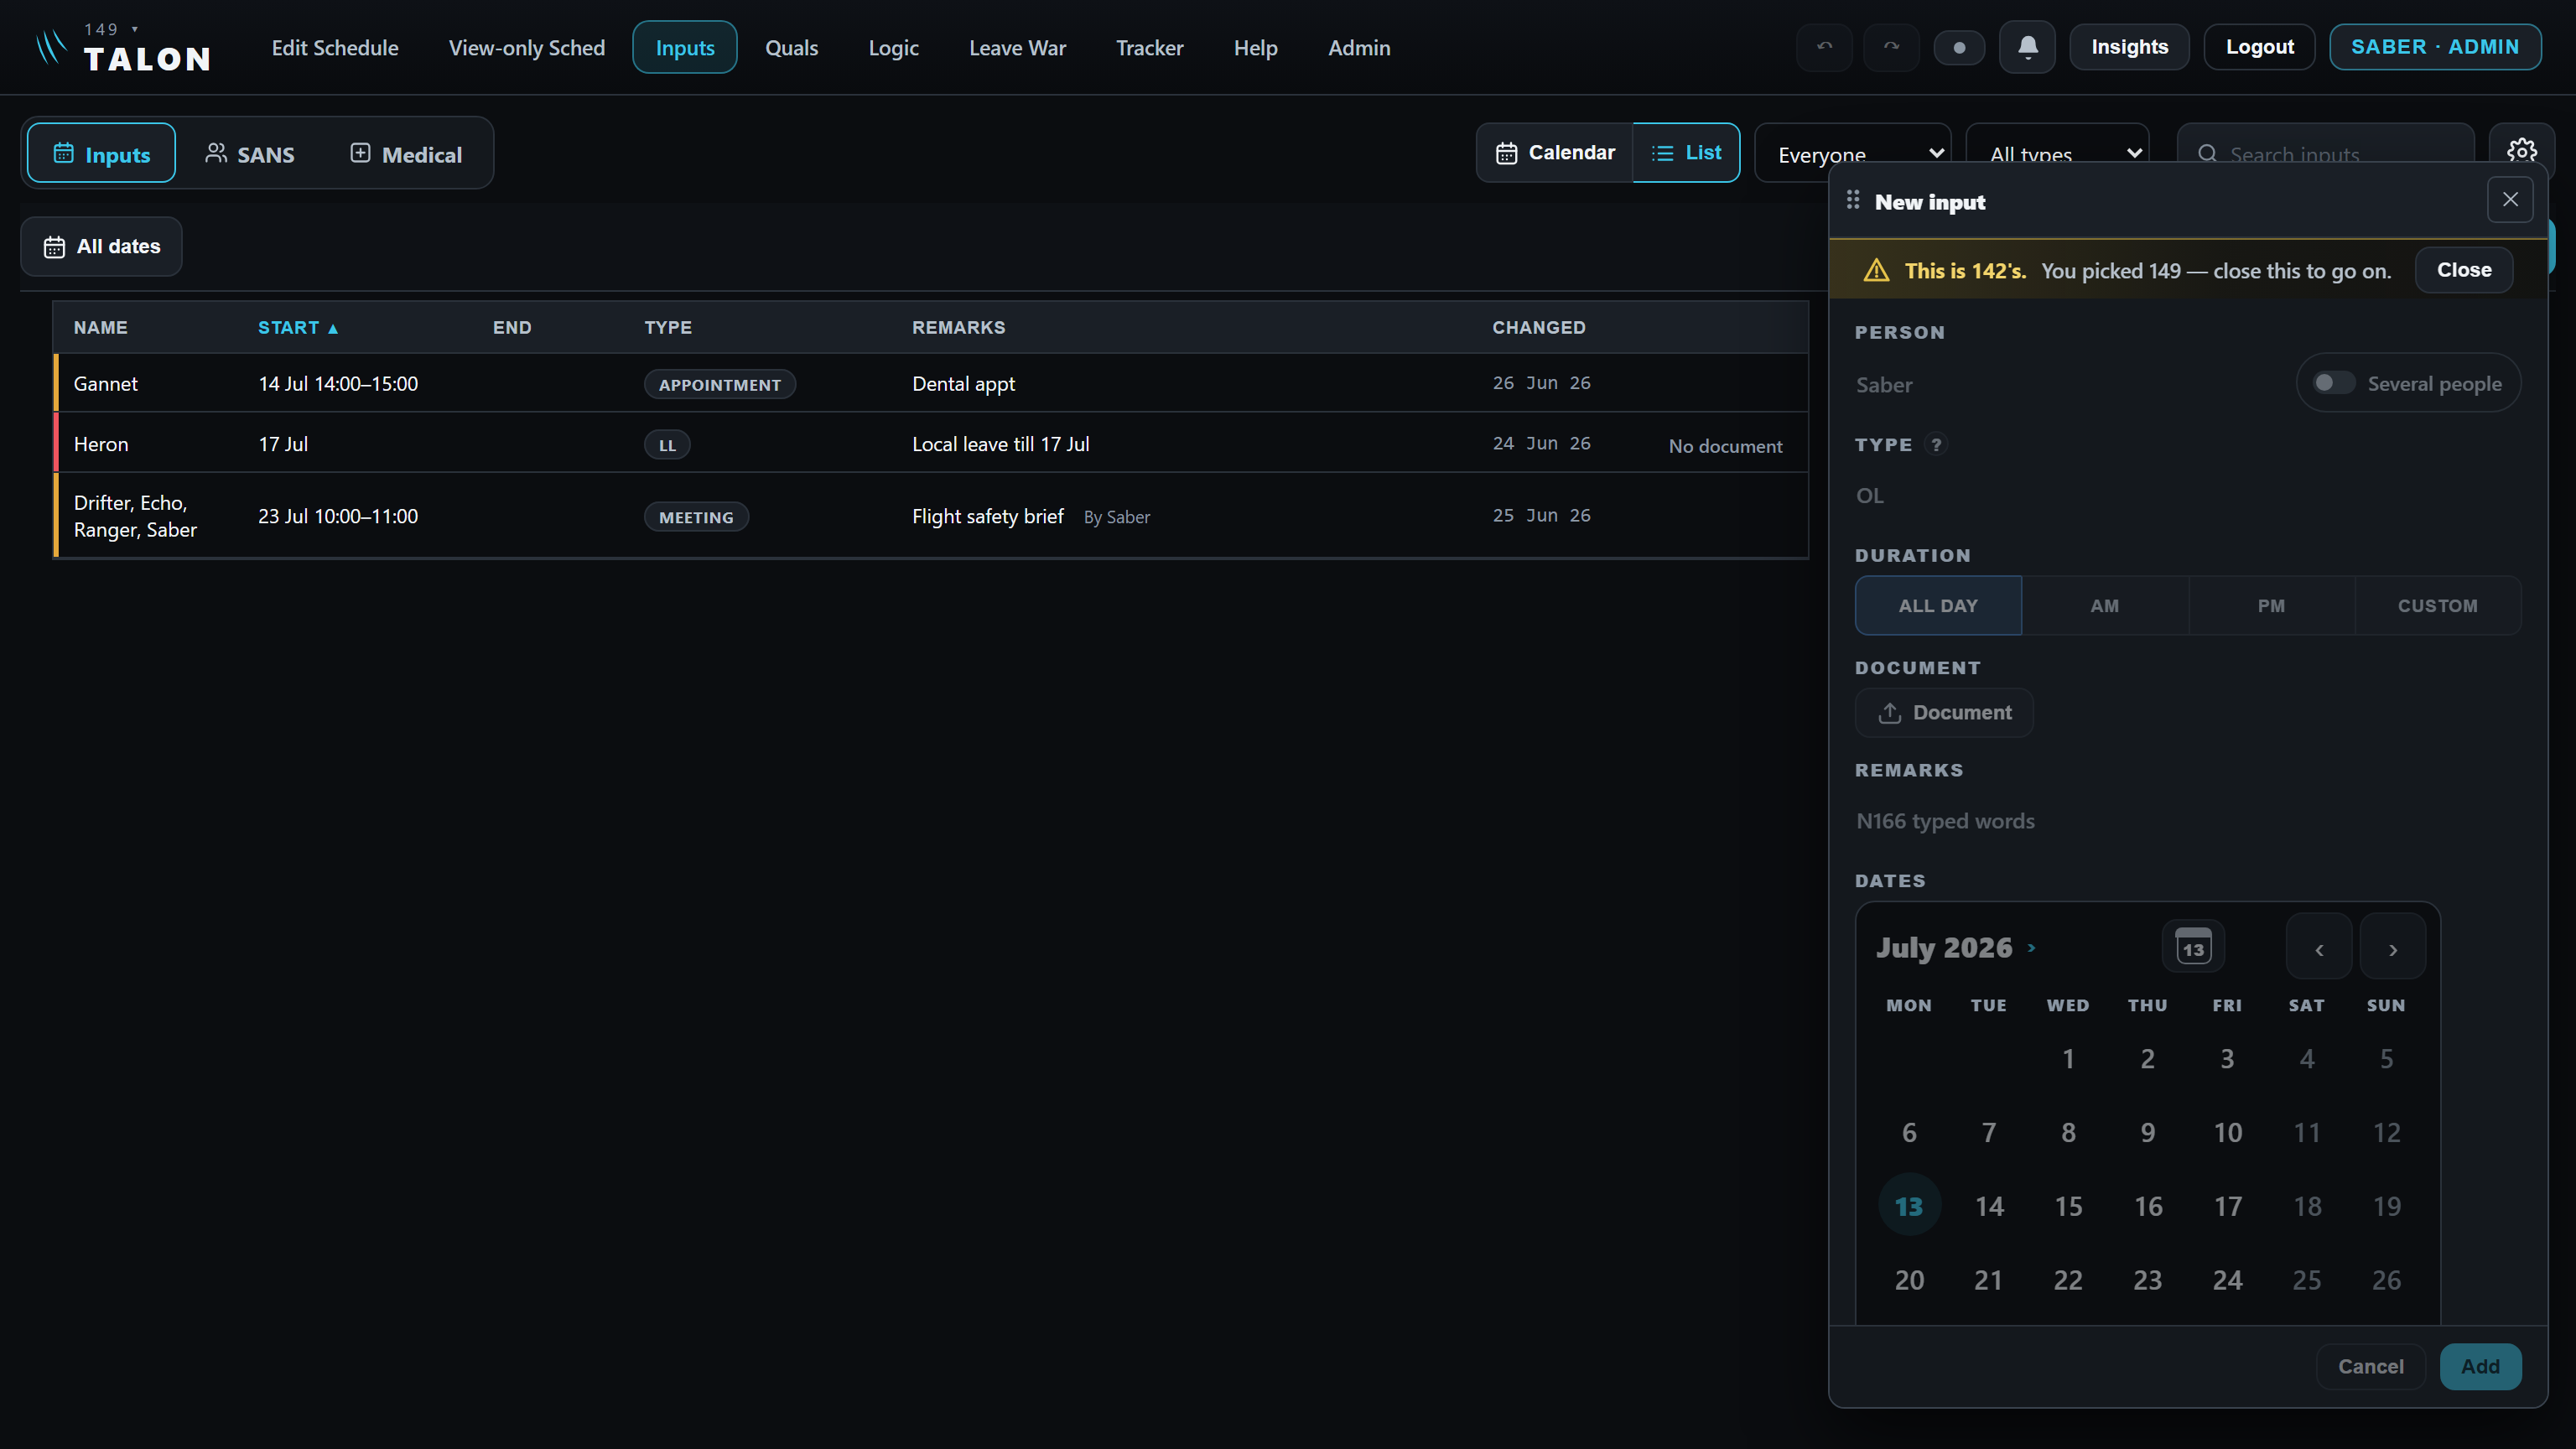 149 ▾
TALON
Edit Schedule
View-only Sched
Inputs
Quals
Logic
Leave War
Tracker
Help
Admin
Insights
Logout
SABER · ADMIN
Inputs
SANS
Medical
Calendar
List
Everyone
All types
Search inputs
All dates
NAME START ▲ END TYPE REMARKS CHANGED
Gannet 14 Jul 14:00–15:00 APPOINTMENT Dental appt 26 Jun 26
Heron 17 Jul LL Local leave till 17 Jul 24 Jun 26 No document
Drifter, Echo,
Ranger, Saber 23 Jul 10:00–11:00 MEETING Flight safety brief By Saber 25 Jun 26
New input
This is 142's. You picked 149 — close this to go on. Close
PERSON
Saber Several people
TYPE ?
OL
DURATION
ALL DAY AM PM CUSTOM
DOCUMENT
Document
REMARKS
N166 typed words
DATES
July 2026 › 13 ‹ ›
MON TUE WED THU FRI SAT SUN
1 2 3 4 5
6 7 8 9 10 11 12
13 14 15 16 17 18 19
20 21 22 23 24 25 26
Cancel Add